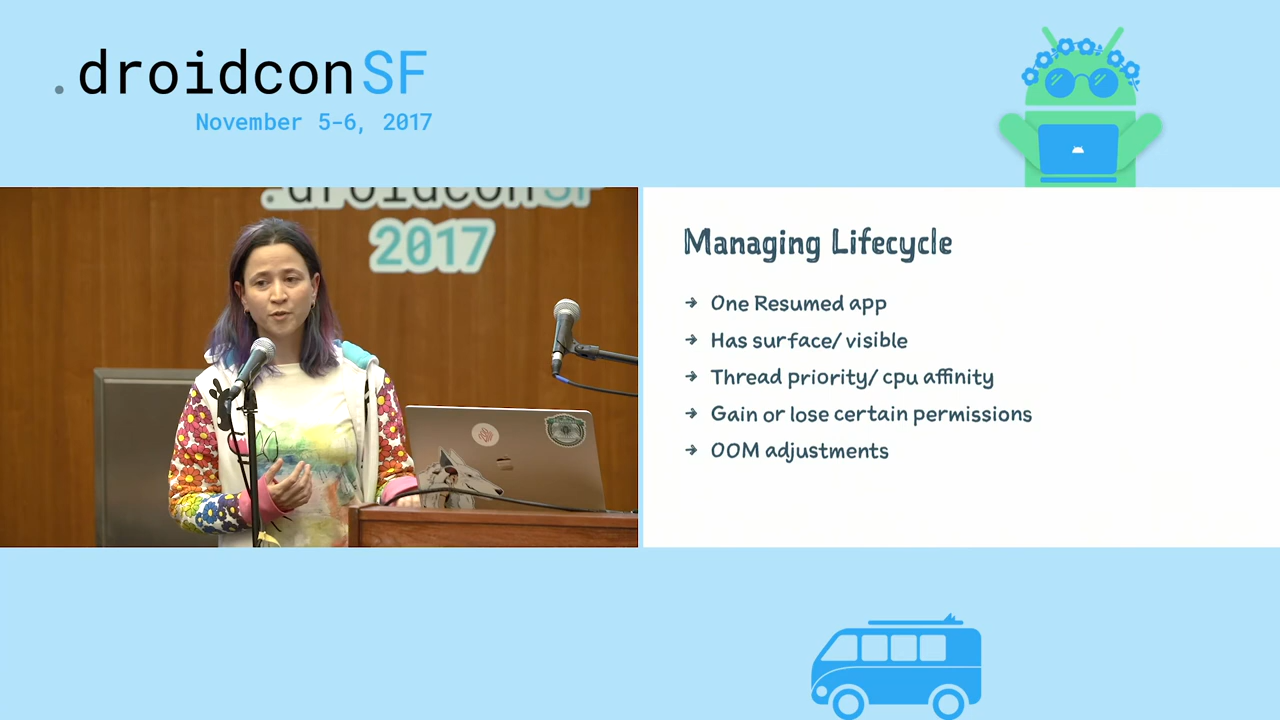 .droidconSF
November 5-6, 2017
.droidconSF
2017
Managing Lifecycle
→ One Resumed app
→ Has surface/ visible
→ Thread priority/ cpu affinity
→ Gain or lose certain permissions
→ OOM adjustments